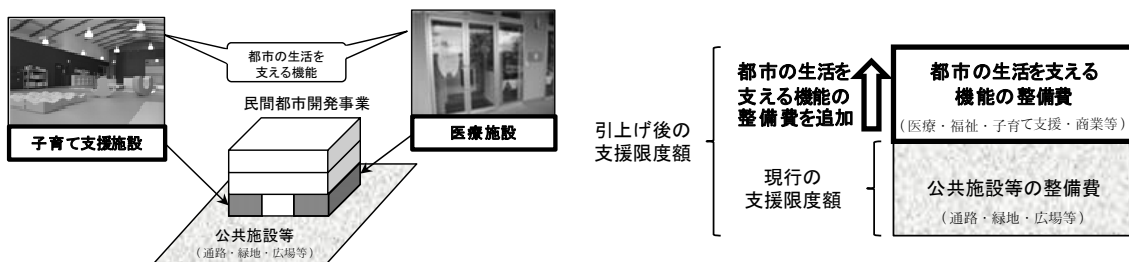 都市の生活を
支える機能
民間都市開発事業
子育て支援施設
医療施設
公共施設等
（通路・緑地・広場等）
引上げ後の
支援限度額
都市の生活を
支える機能の
整備費を追加
都市の生活を支える
機能の整備費
（医療・福祉・子育て支援・商業等）
現行の
支援限度額
公共施設等の整備費
（通路・緑地・広場等）